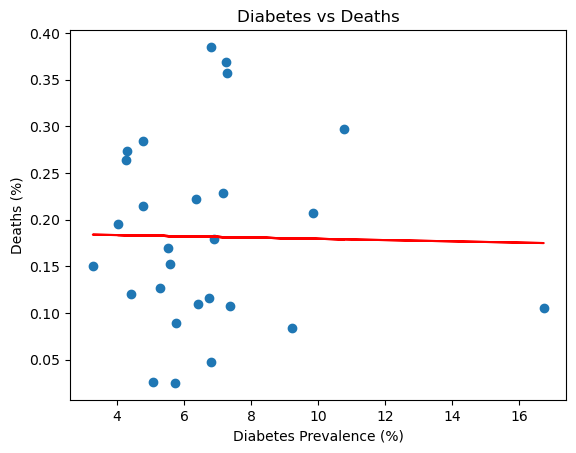 Diabetes vs Deaths
Deaths (%)
0.40
0.35
0.30
0.25
0.20
0.15
0.10
0.05
4 6 8 10 12 14 16
Diabetes Prevalence (%)